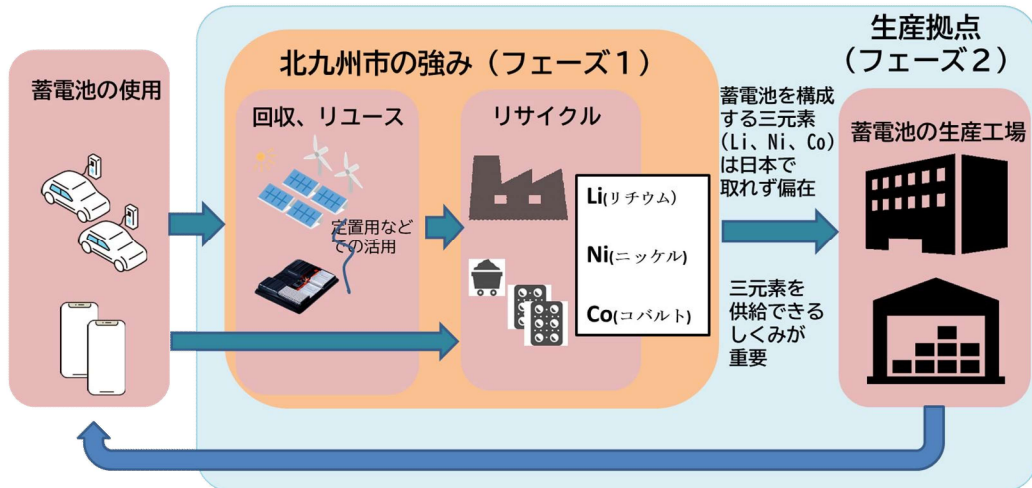 生産拠点
(フェーズ2)
北九州市の強み(フェーズ1)
蓄電池の使用
回収、リユース
定置用など
での活用
リサイクル
Li(リチウム)
Ni(ニッケル)
Co(コバルト)
蓄電池を構成
する三元素
(Li、Ni、Co)
は日本で
取れず偏在
三元素を
供給できる
しくみが
重要
蓄電池の生産工場